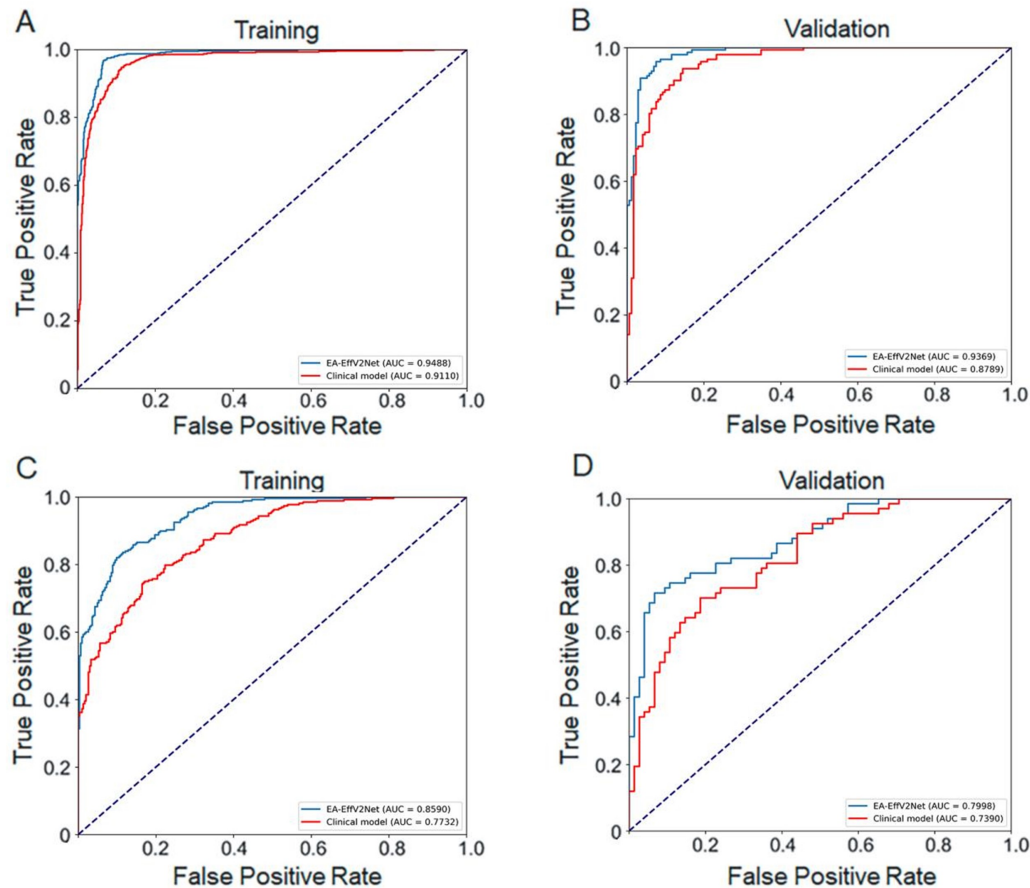 A
Training
1.0
0.8
0.6
0.4
0.2
0
True Positive Rate
EA-EffV2Net (AUC = 0.9488)
Clinical model (AUC = 0.9110)
0.2
0.4
0.6
0.8
1.0
False Positive Rate
B
Validation
1.0
0.8
0.6
0.4
0.2
0
True Positive Rate
EA-EffV2Net (AUC = 0.9369)
Clinical model (AUC = 0.8789)
0.2
0.4
0.6
0.8
1.0
False Positive Rate
C
Training
1.0
0.8
0.6
0.4
0.2
0
True Positive Rate
EA-EffV2Net (AUC = 0.8590)
Clinical model (AUC = 0.7732)
0.2
0.4
0.6
0.8
1.0
False Positive Rate
D
Validation
1.0
0.8
0.6
0.4
0.2
0
True Positive Rate
EA-EffV2Net (AUC = 0.7998)
Clinical model (AUC = 0.7390)
0.2
0.4
0.6
0.8
1.0
False Positive Rate